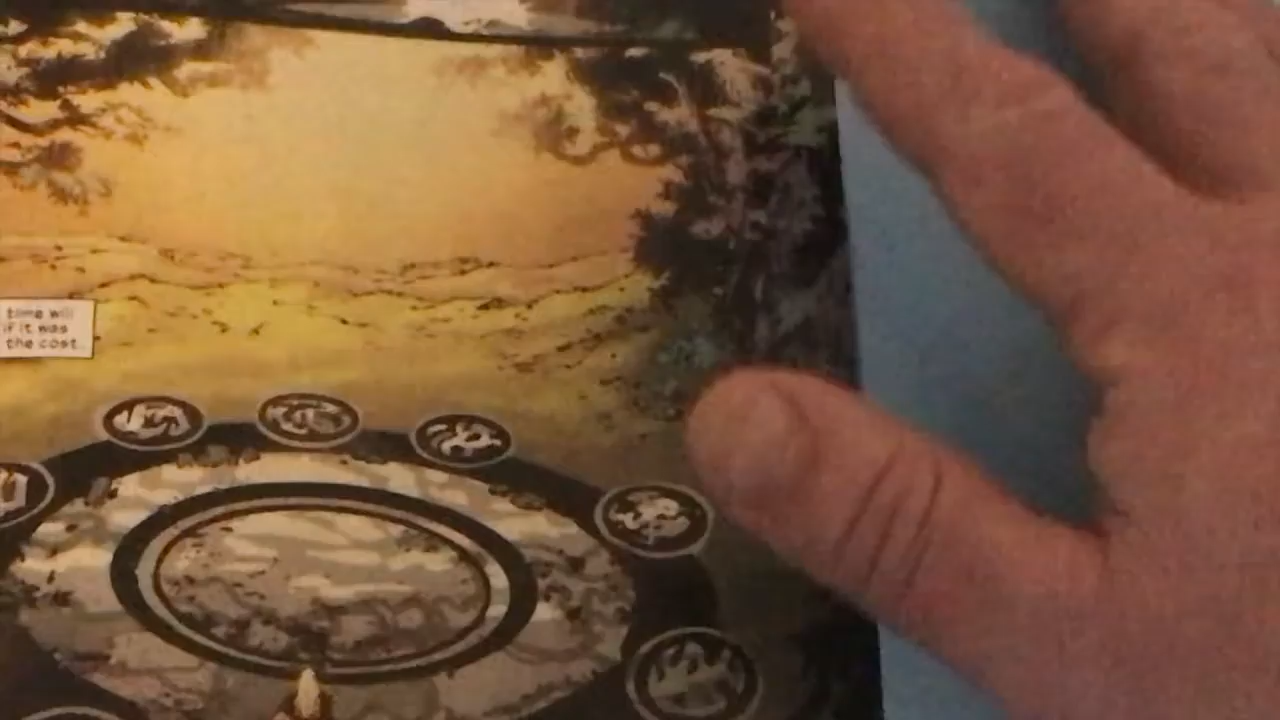 time will
if it was
the cost.